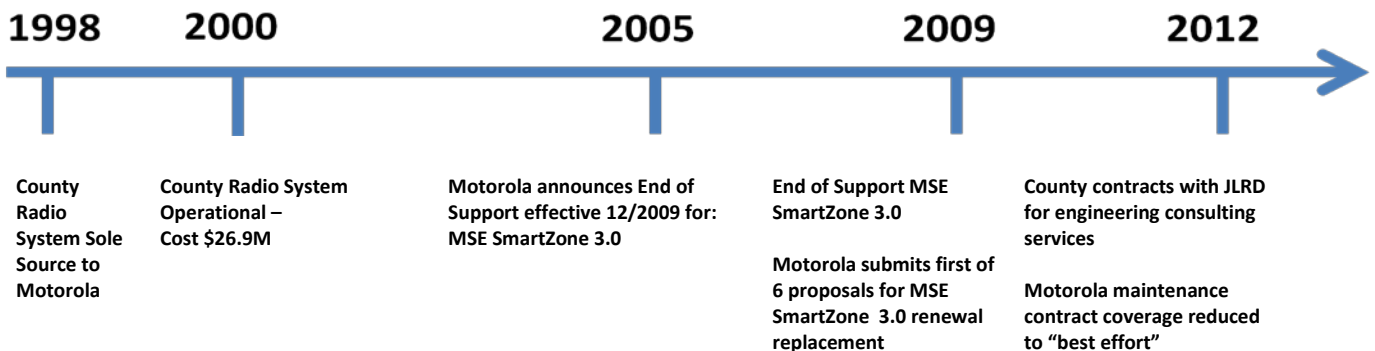 1998
2000
2005
2009
2012
County
Radio
System Sole
Source to
Motorola
County Radio System
Operational –
Cost $26.9M
Motorola announces End of
Support effective 12/2009 for:
MSE SmartZone 3.0
End of Support MSE
SmartZone 3.0
Motorola submits first of
6 proposals for MSE
SmartZone 3.0 renewal
replacement
County contracts with JLRD
for engineering consulting
services
Motorola maintenance
contract coverage reduced
to “best effort”